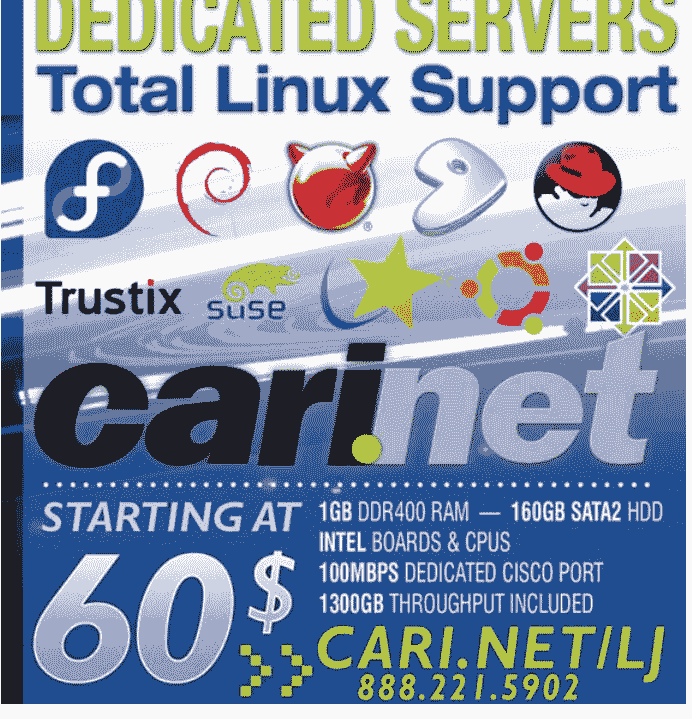 DEDICATED SERVERS
Total Linux Support
®
Trustix
suse
cari.net
STARTING AT
60$
1GB DDR400 RAM — 160GB SATA2 HDD
INTEL BOARDS & CPUS
100MBPS DEDICATED CISCO PORT
1300GB THROUGHPUT INCLUDED
>> CARI.NET/LJ
888.221.5902